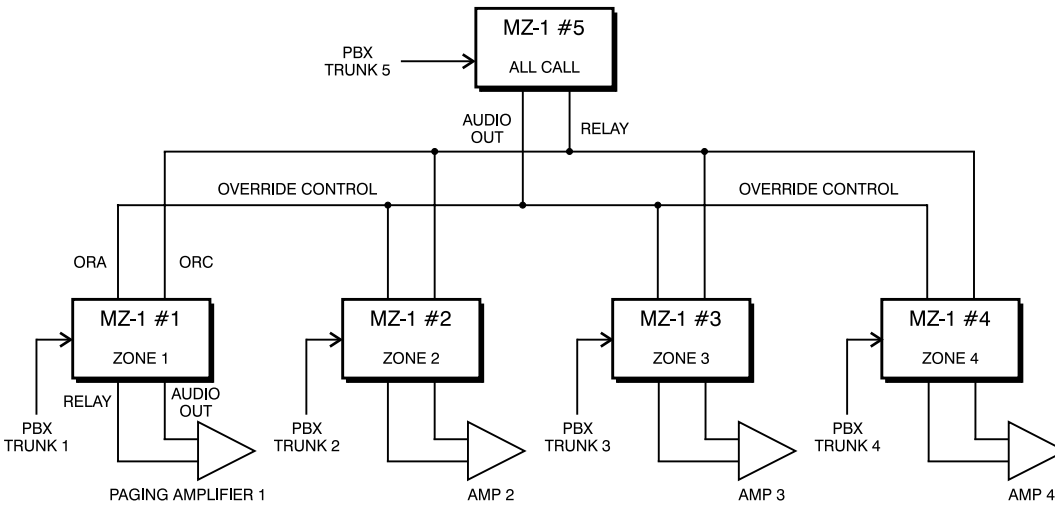 MZ-1 #5
ALL CALL
PBX
TRUNK 5
AUDIO
OUT
RELAY
OVERRIDE CONTROL
OVERRIDE CONTROL
ORA
ORC
MZ-1 #1
ZONE 1
MZ-1 #2
ZONE 2
MZ-1 #3
ZONE 3
MZ-1 #4
ZONE 4
RELAY
AUDIO
OUT
PBX
TRUNK 1
PBX
TRUNK 2
PBX
TRUNK 3
PBX
TRUNK 4
PAGING AMPLIFIER 1
AMP 2
AMP 3
AMP 4